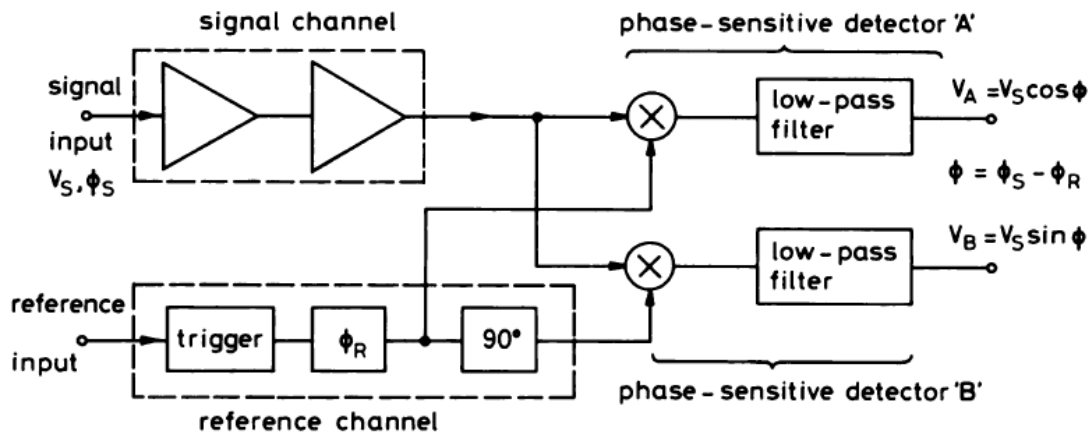 signal channel
phase-sensitive detector 'A'
signal
input
V_S, ϕ_S
low-pass
filter
V_A = V_S cos ϕ
ϕ = ϕ_S - ϕ_R
low-pass
filter
V_B = V_S sin ϕ
reference
input
trigger
ϕ_R
90°
phase-sensitive detector 'B'
reference channel